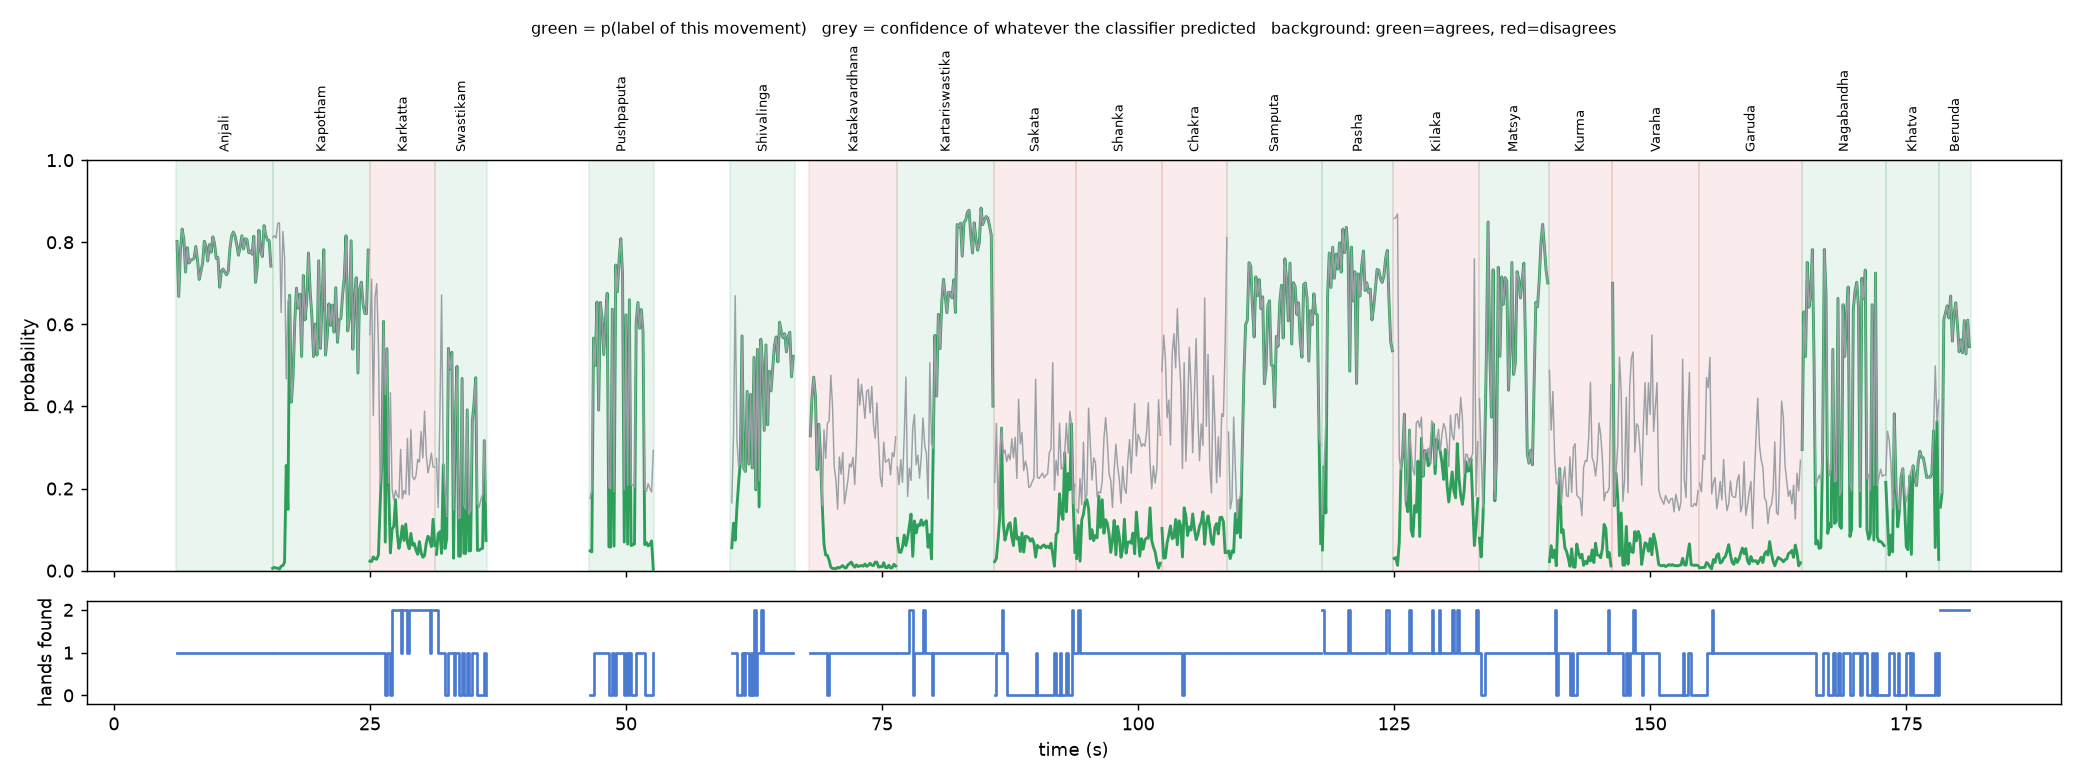 green = p(label of this movement)   grey = confidence of whatever the classifier predicted   background: green=agrees, red=disagrees
Anjali
Kapotham
Karkatta
Swastikam
Pushpaputa
Shivalinga
Katakavardhana
Kartariswastika
Sakata
Shanka
Chakra
Samputa
Pasha
Kilaka
Matsya
Kurma
Varaha
Garuda
Nagabandha
Khatva
Berunda
probability
1.0
0.8
0.6
0.4
0.2
0.0
hands found
2
1
0
0 25 50 75 100 125 150 175
time (s)